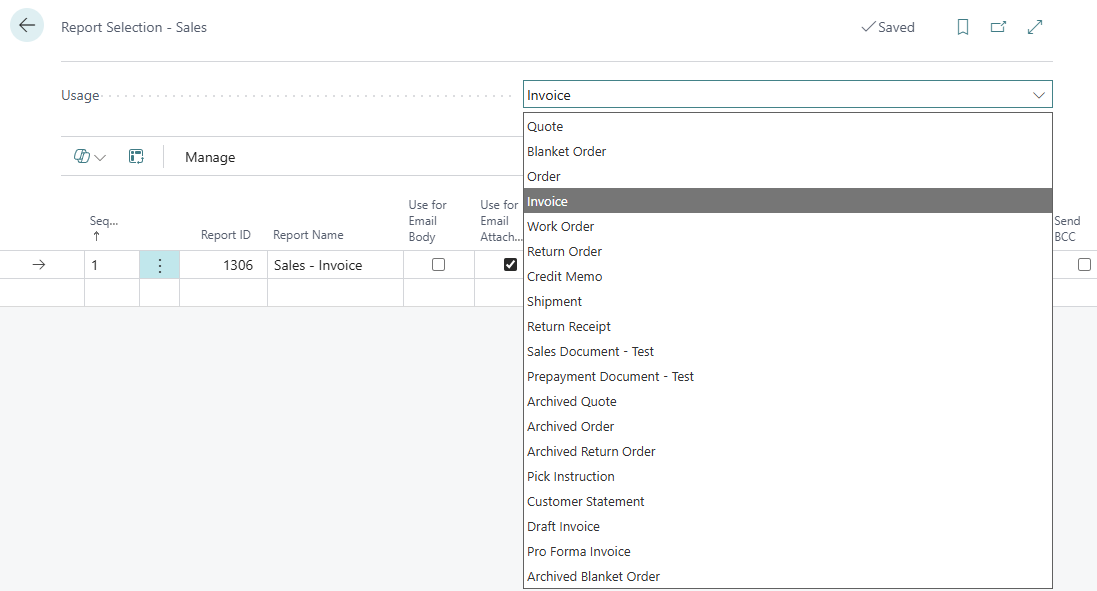 Report Selection - Sales
Saved
Usage
Invoice
Manage
Seq...
↑
Report ID
Report Name
Use for
Email
Body
Use for
Email
Attach...
Send
BCC
1
1306
Sales - Invoice
Quote
Blanket Order
Order
Invoice
Work Order
Return Order
Credit Memo
Shipment
Return Receipt
Sales Document - Test
Prepayment Document - Test
Archived Quote
Archived Order
Archived Return Order
Pick Instruction
Customer Statement
Draft Invoice
Pro Forma Invoice
Archived Blanket Order